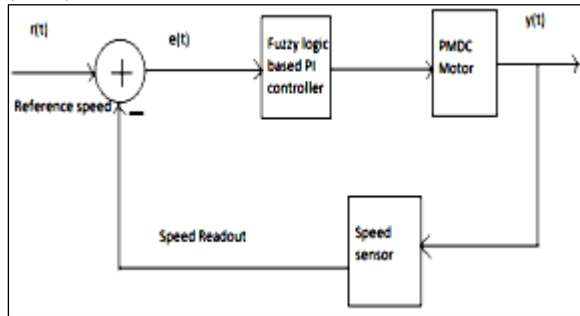 r(t)
e(t)
Fuzzy logic
based PI
controller
PMDC
Motor
y(t)
+
Reference speed
−
Speed Readout
Speed
sensor